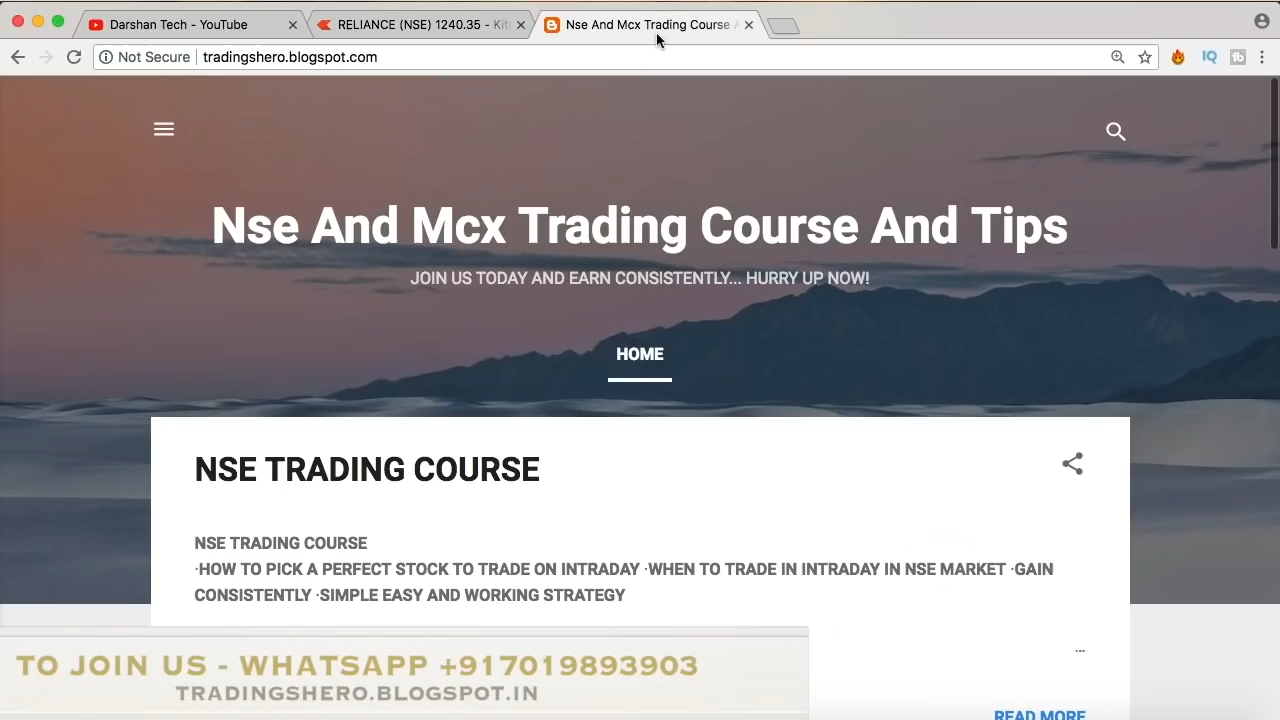 Darshan Tech - YouTube
RELIANCE (NSE) 1240.35 - Kite
Nse And Mcx Trading Course A
Not Secure
tradingshero.blogspot.com
IQ
tb
Nse And Mcx Trading Course And Tips
JOIN US TODAY AND EARN CONSISTENTLY... HURRY UP NOW!
HOME
NSE TRADING COURSE
NSE TRADING COURSE
·HOW TO PICK A PERFECT STOCK TO TRADE ON INTRADAY ·WHEN TO TRADE IN INTRADAY IN NSE MARKET ·GAIN
CONSISTENTLY ·SIMPLE EASY AND WORKING STRATEGY
...
TO JOIN US - WHATSAPP +917019893903
TRADINGSHERO.BLOGSPOT.IN
READ MORE